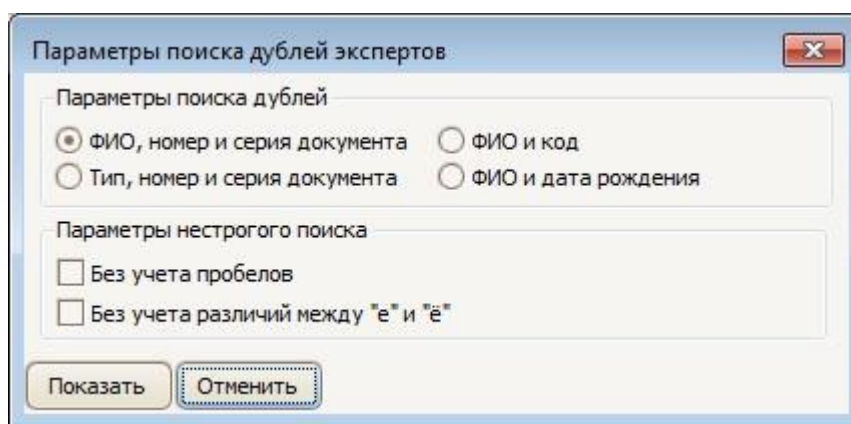 Параметры поиска дублей экспертов
Параметры поиска дублей
ФИО, номер и серия документа ФИО и код
Тип, номер и серия документа ФИО и дата рождения
Параметры нестрогого поиска
Без учета пробелов
Без учета различий между "е" и "ё"
Показать Отменить